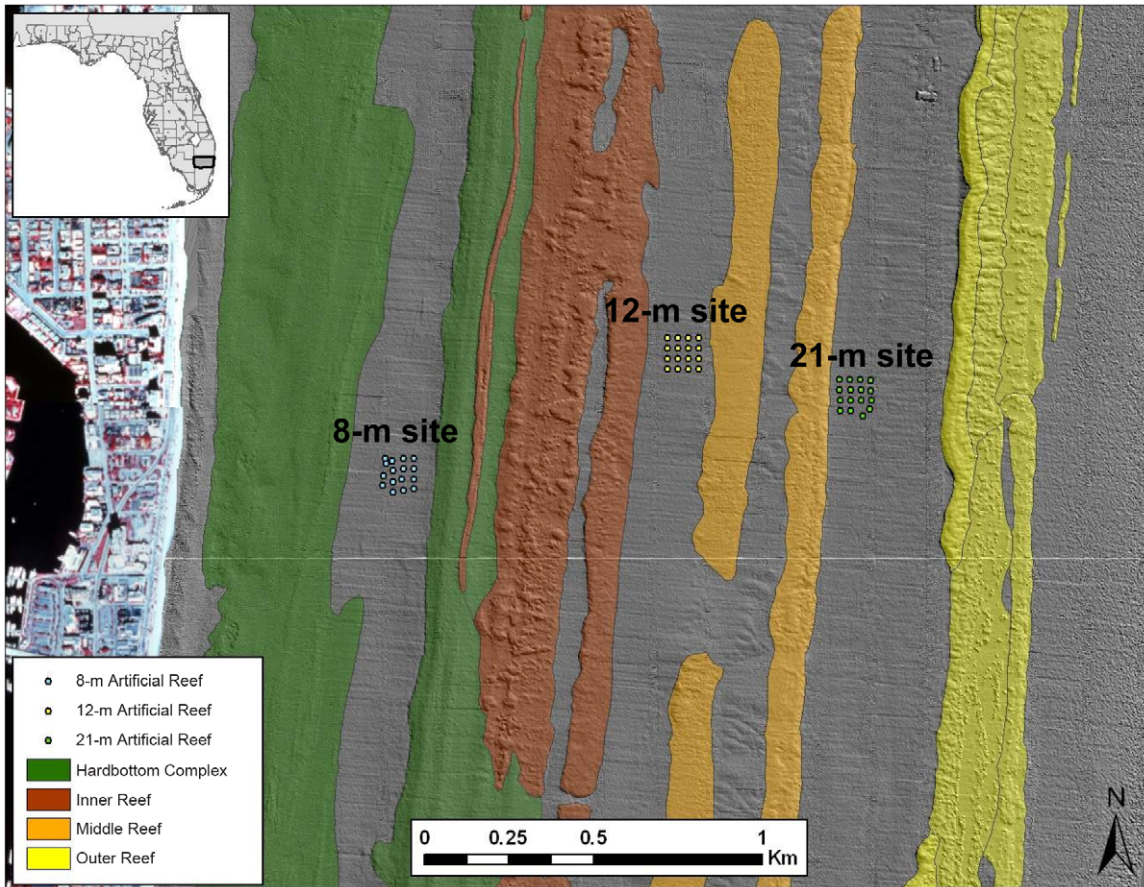 12-m site
21-m site
8-m site
8-m Artificial Reef
12-m Artificial Reef
21-m Artificial Reef
Hardbottom Complex
Inner Reef
Middle Reef
Outer Reef
0 0.25 0.5 1
Km
N